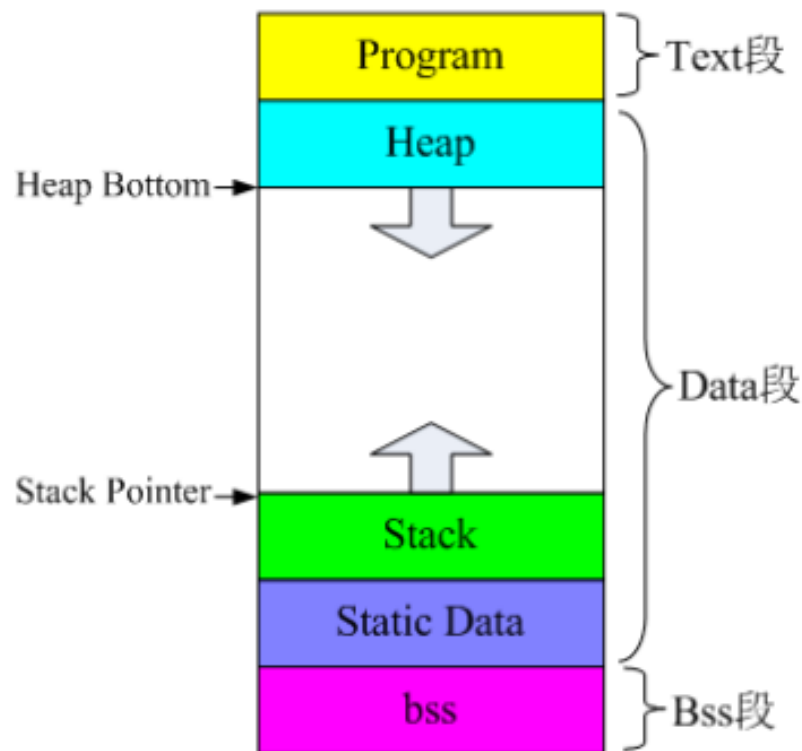 Program
Text段
Heap
Heap Bottom
Data段
Stack Pointer
Stack
Static Data
bss
Bss段